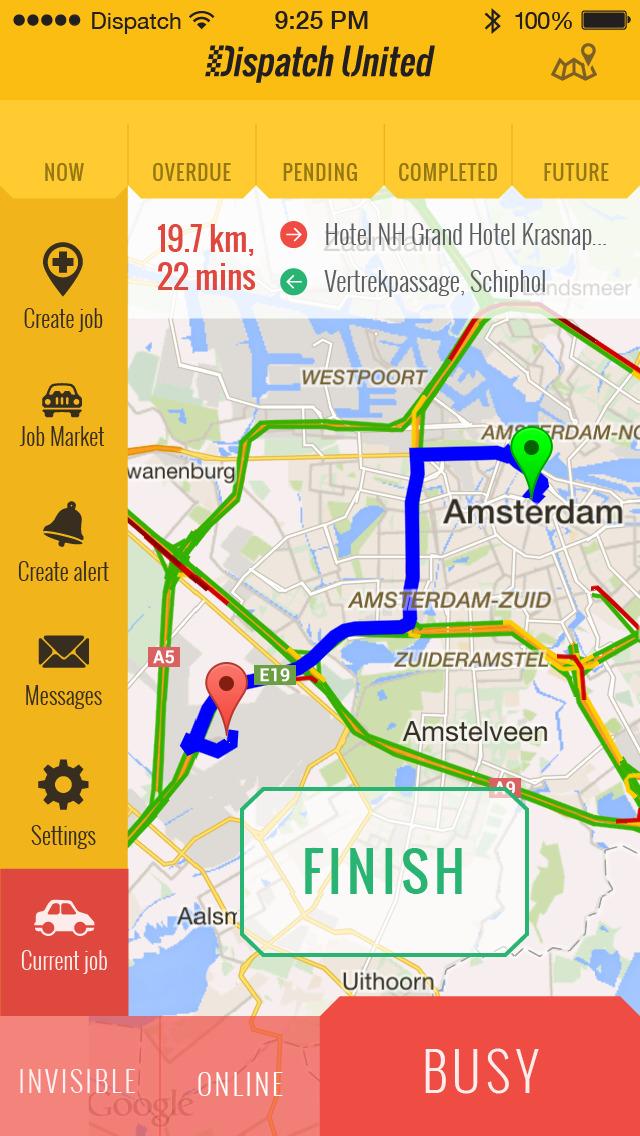 Dispatch 9:25 PM 100%
Dispatch United
NOW OVERDUE PENDING COMPLETED FUTURE
19.7 km,
22 mins
Hotel NH Grand Hotel Krasnap...
Vertrekpassage, Schiphol
Zaandam
Landsmeer
Create job
Job Market
Create alert
Messages
Settings
Current job
WESTPOORT
AMSTERDAM-NO
wanenburg
Amsterdam
AMSTERDAM-ZUID
A5
E19
ZUIDERAMSTEL
Amstelveen
A9
FINISH
Aalsm
Uithoorn
INVISIBLE ONLINE BUSY
Google